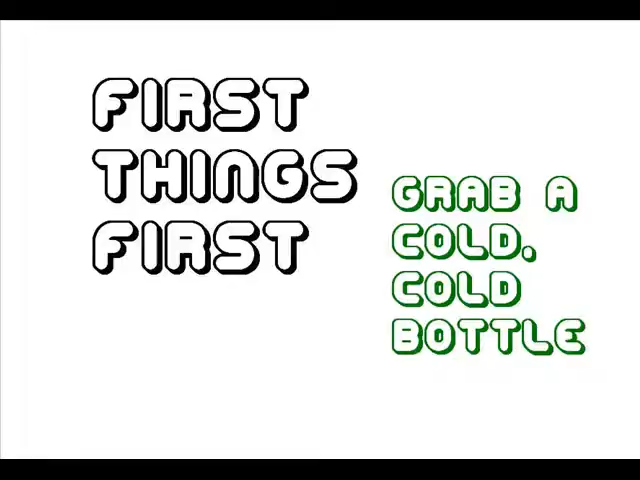 FIRST
THINGS
FIRST
GRAB A
COLD,
COLD
BOTTLE